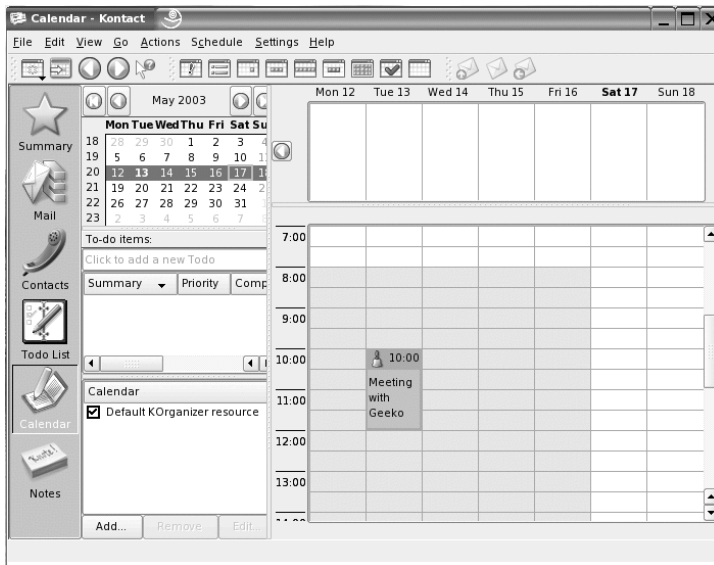 Calendar - Kontact
File Edit View Go Actions Schedule Settings Help
Summary
Mail
Contacts
Todo List
Calendar
Notes
May 2003
Mon Tue Wed Thu Fri Sat Su
18 28 29 30 1 2 3 4
19 5 6 7 8 9 10
20 12 13 14 15 16 17 18
21 19 20 21 22 23 24 2
22 26 27 28 29 30 31
23 2 3 4 5 6 7
To-do items:
Click to add a new Todo
Summary Priority Comp
Calendar
Default KOrganizer resource
Add... Remove Edit...
Mon 12 Tue 13 Wed 14 Thu 15 Fri 16 Sat 17 Sun 18
7:00
8:00
9:00
10:00
11:00
12:00
13:00
10:00
Meeting
with
Geeko